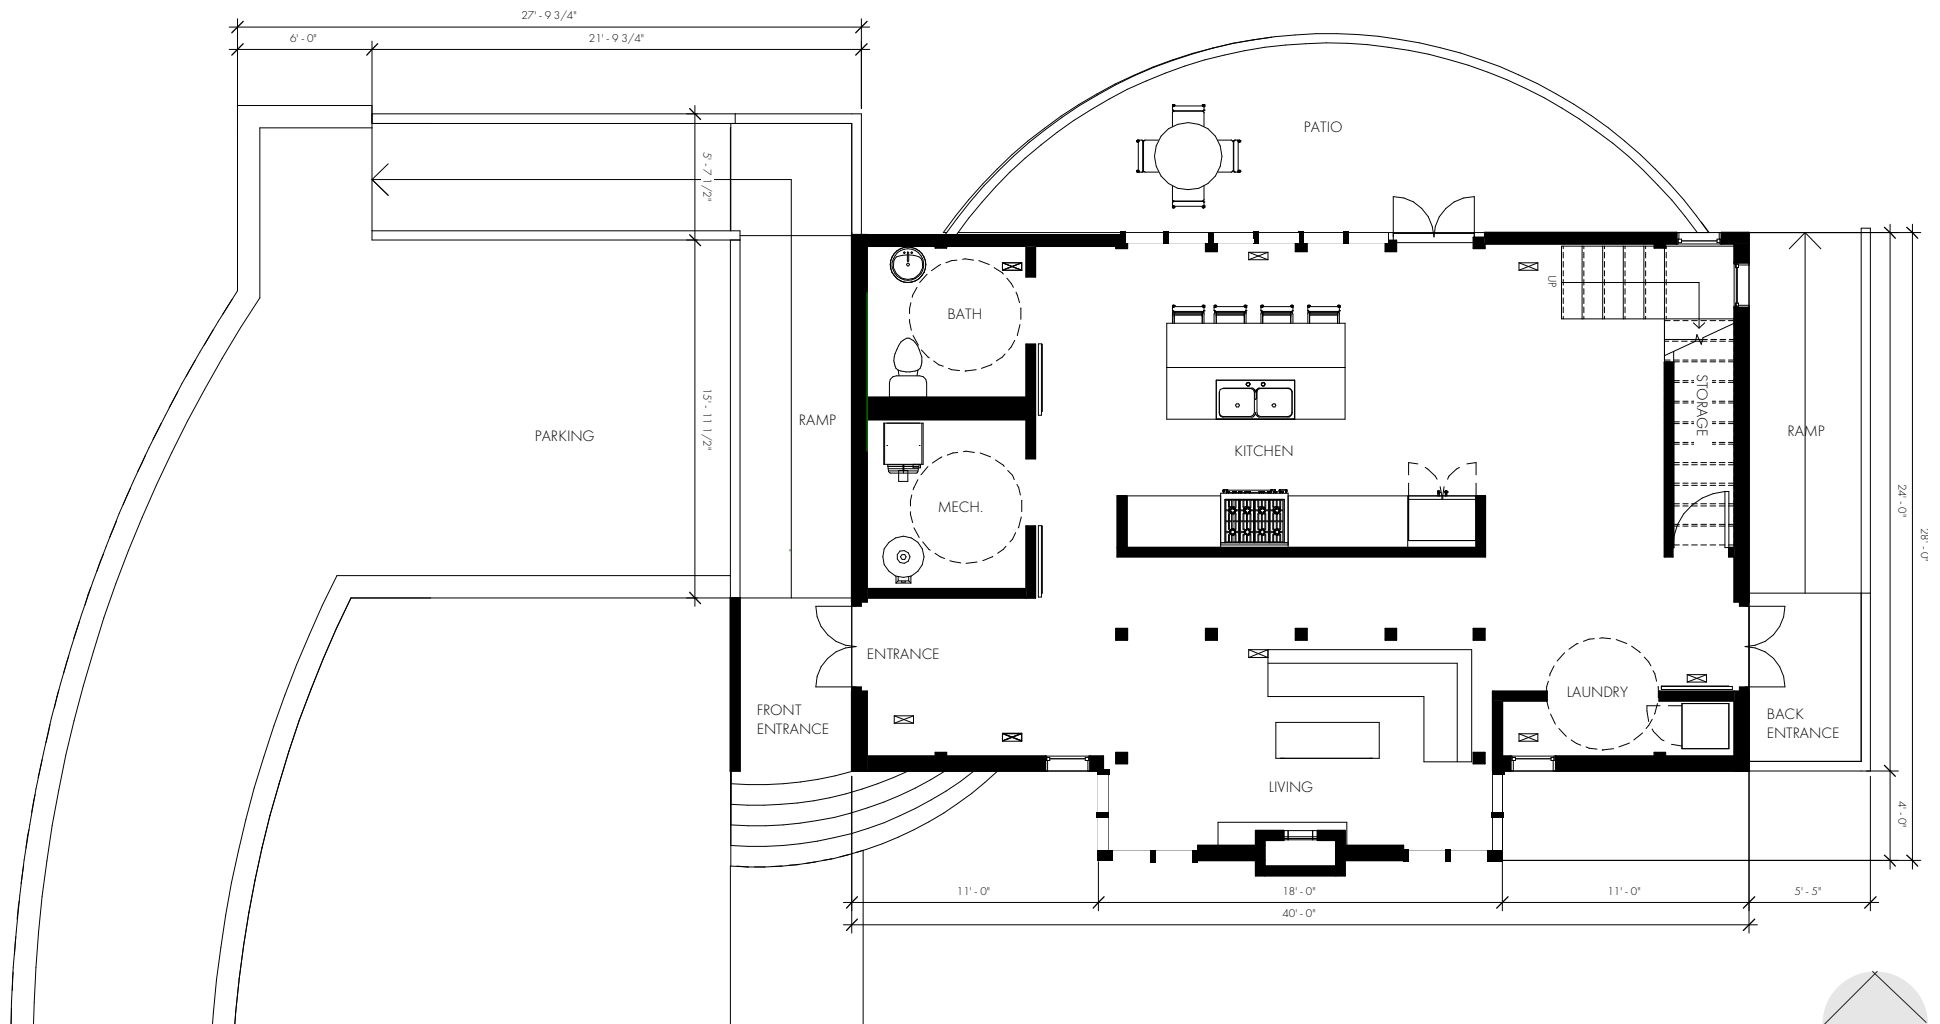 27' - 9 3/4"
6' - 0"
21' - 9 3/4"
PATIO
5' - 7 1/2"
UP
BATH
STORAGE
RAMP
15' - 11 1/2"
PARKING
RAMP
KITCHEN
MECH.
24' - 0"
28' - 0"
ENTRANCE
LAUNDRY
FRONT
ENTRANCE
BACK
ENTRANCE
LIVING
4' - 0"
11' - 0"
18' - 0"
11' - 0"
5' - 5"
40' - 0"